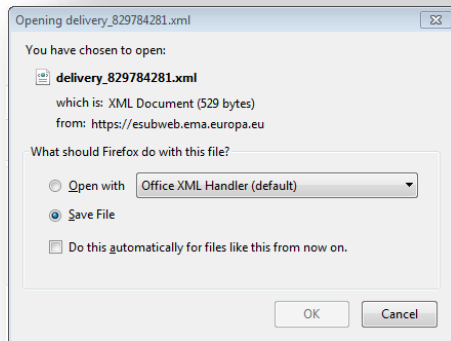 Opening delivery_829784281.xml
You have chosen to open:
delivery_829784281.xml
which is: XML Document (529 bytes)
from: https://esubweb.ema.europa.eu
What should Firefox do with this file?
Open with Office XML Handler (default)
Save File
Do this automatically for files like this from now on.
OK Cancel